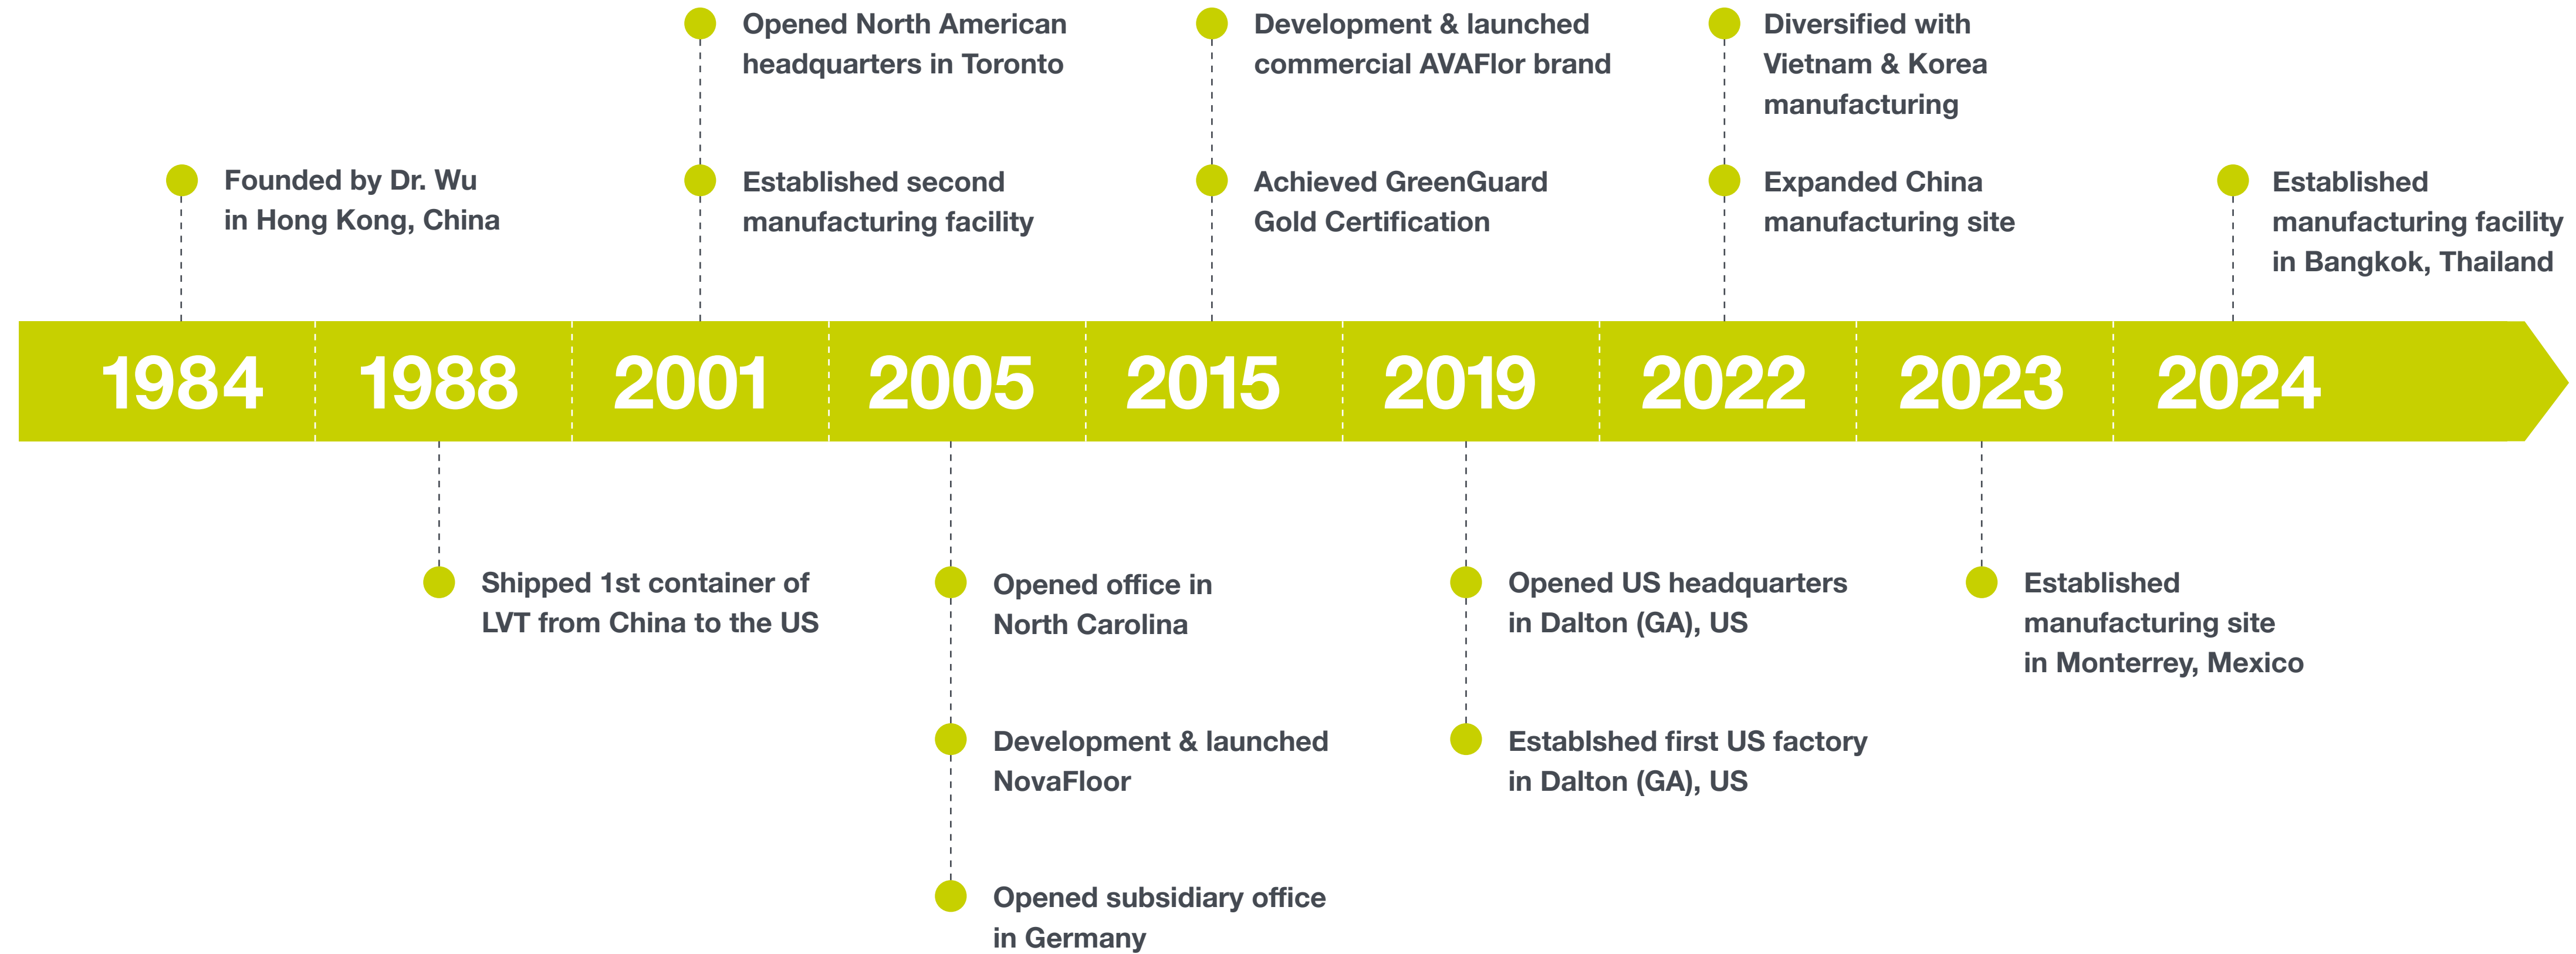 Opened North American
headquarters in Toronto
Development & launched
commercial AVAFlor brand
Diversified with
Vietnam & Korea
manufacturing
Founded by Dr. Wu
in Hong Kong, China
Established second
manufacturing facility
Achieved GreenGuard
Gold Certification
Expanded China
manufacturing site
Established
manufacturing facility
in Bangkok, Thailand
1984
1988
2001
2005
2015
2019
2022
2023
2024
Shipped 1st container of
LVT from China to the US
Opened office in
North Carolina
Opened US headquarters
in Dalton (GA), US
Established
manufacturing site
in Monterrey, Mexico
Development & launched
NovaFloor
Establshed first US factory
in Dalton (GA), US
Opened subsidiary office
in Germany